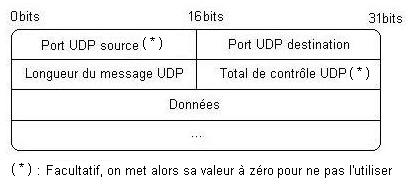 0bits 16bits 31bits
Port UDP source (*) Port UDP destination
Longueur du message UDP Total de contrôle UDP (*)
Données
...
(*) : Facultatif, on met alors sa valeur à zéro pour ne pas l'utiliser